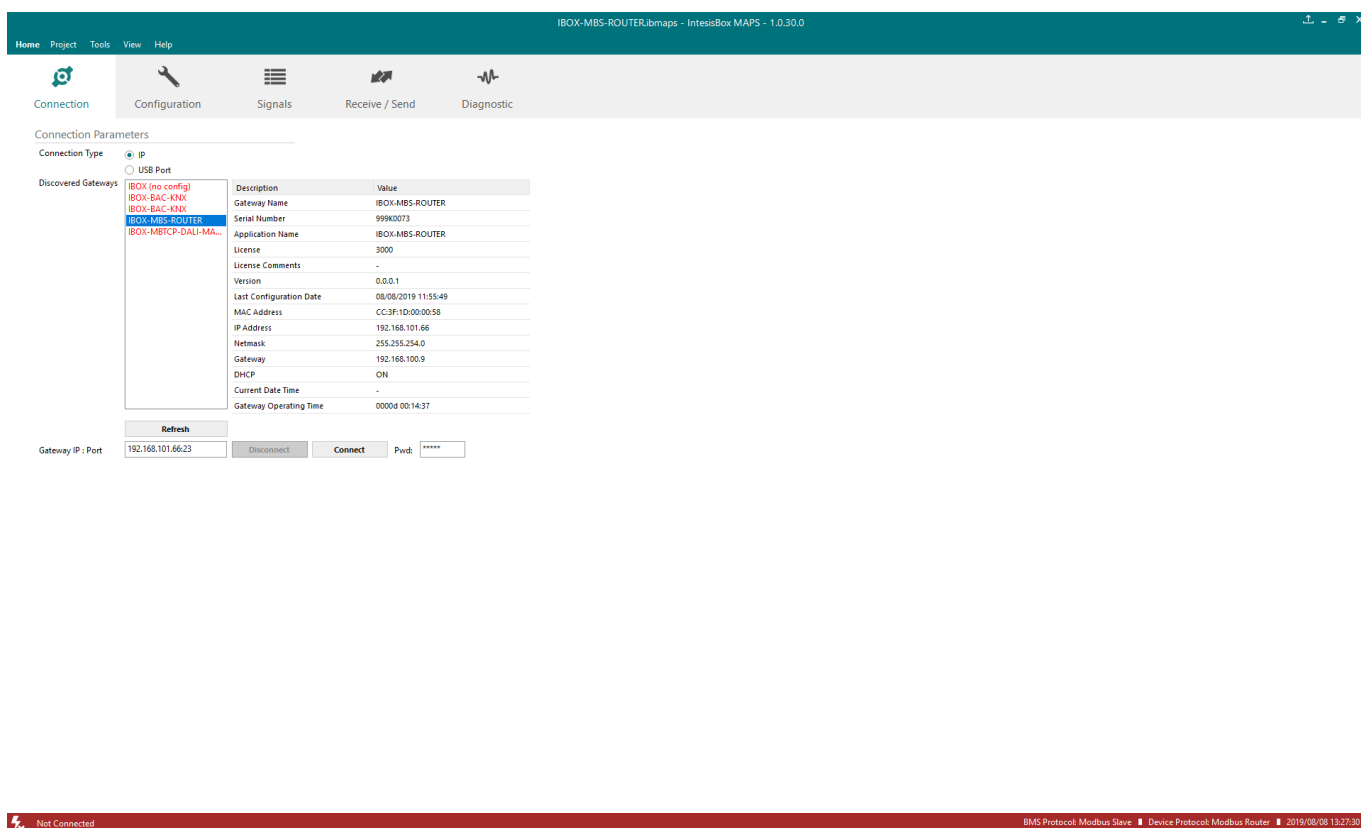 IBOX-MBS-ROUTER.ibmaps - IntesisBox MAPS - 1.0.30.0
Home Project Tools View Help
Connection Configuration Signals Receive / Send Diagnostic
Connection Parameters
Connection Type IP
USB Port
Discovered Gateways
IBOX (no config)
IBOX-BAC-KNX
IBOX-BAC-KNX
IBOX-MBS-ROUTER
IBOX-MBTCP-DALI-MA...
Description Value
Gateway Name IBOX-MBS-ROUTER
Serial Number 999K0073
Application Name IBOX-MBS-ROUTER
License 3000
License Comments -
Version 0.0.0.1
Last Configuration Date 08/08/2019 11:55:49
MAC Address CC:3F:1D:00:00:58
IP Address 192.168.101.66
Netmask 255.255.254.0
Gateway 192.168.100.9
DHCP ON
Current Date Time -
Gateway Operating Time 0000d 00:14:37
Refresh
Gateway IP : Port 192.168.101.66:23 Disconnect Connect Pwd: *****
Not Connected BMS Protocol: Modbus Slave Device Protocol: Modbus Router 2019/08/08 13:27:30